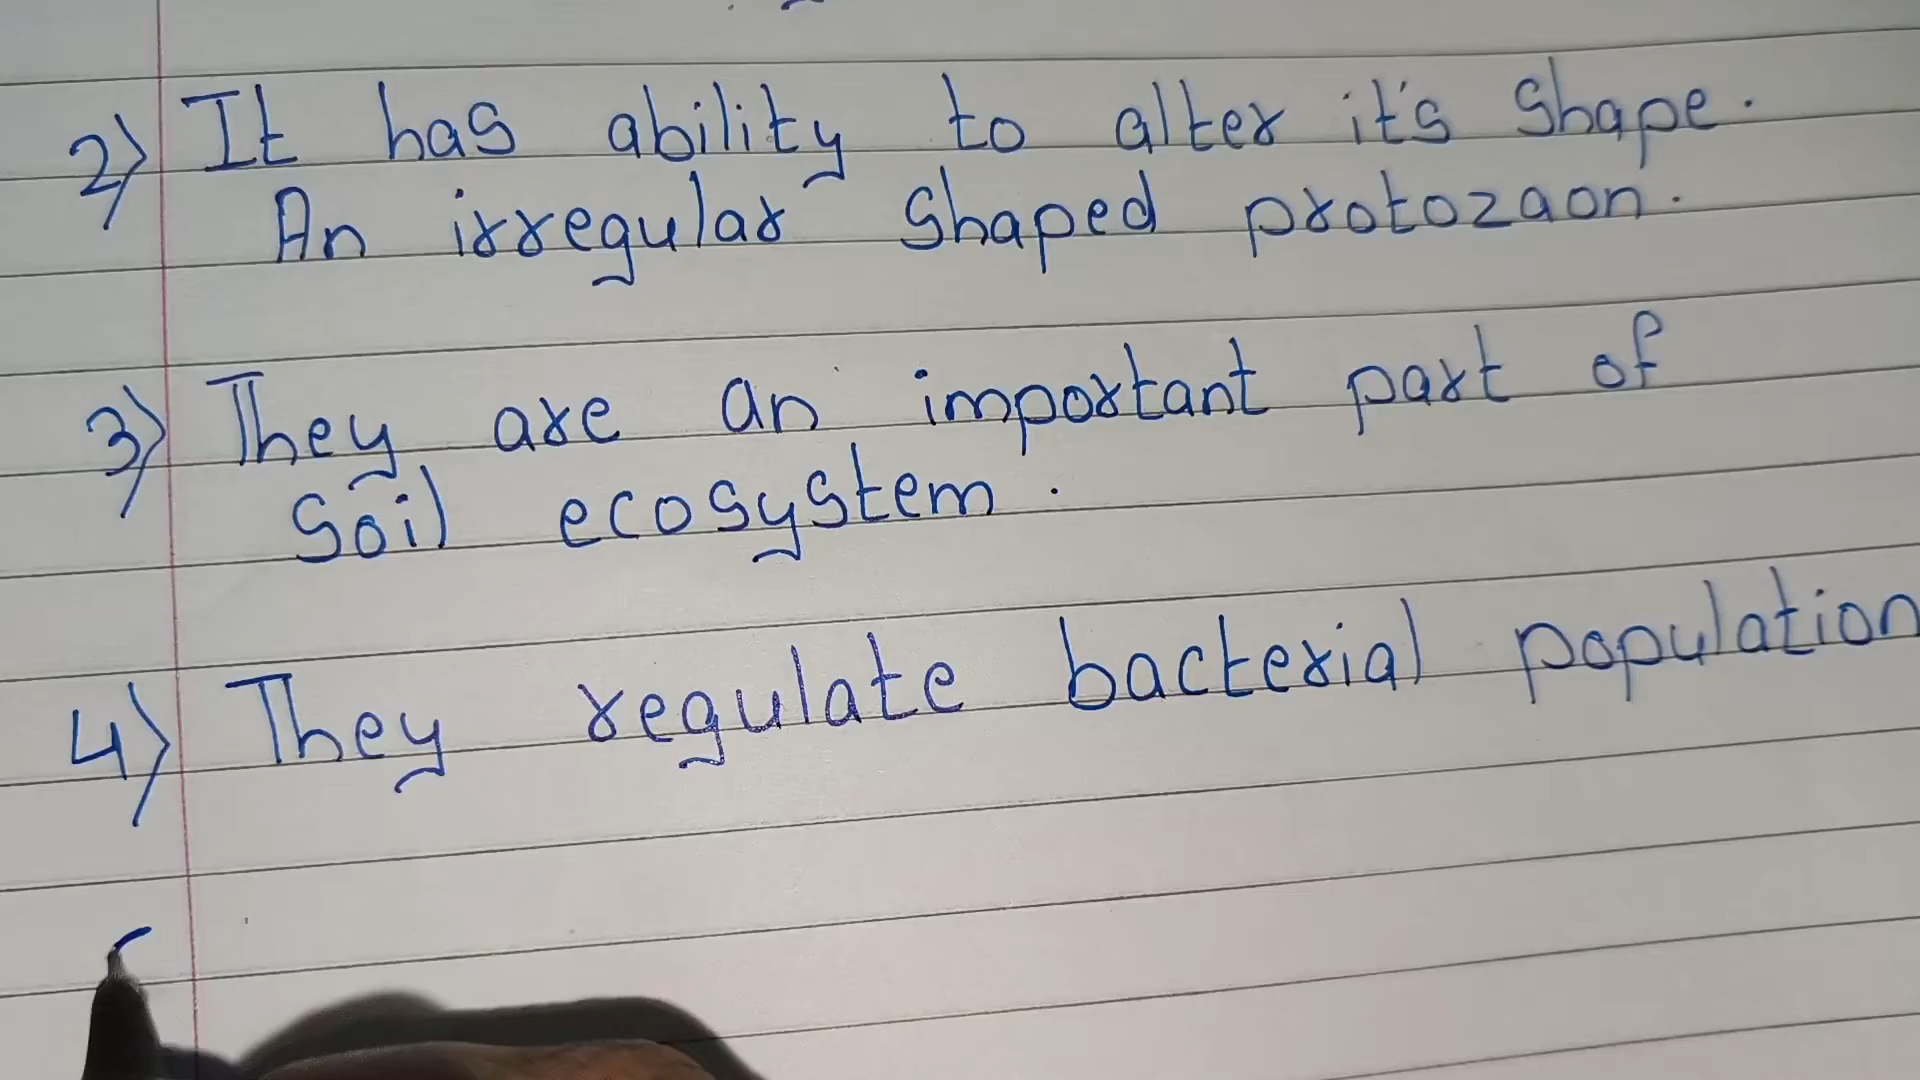 2) It has ability to alter it's shape.
An irregular shaped protozaon.
3) They are an important part of
Soil ecosystem.
4) They regulate bacterial population